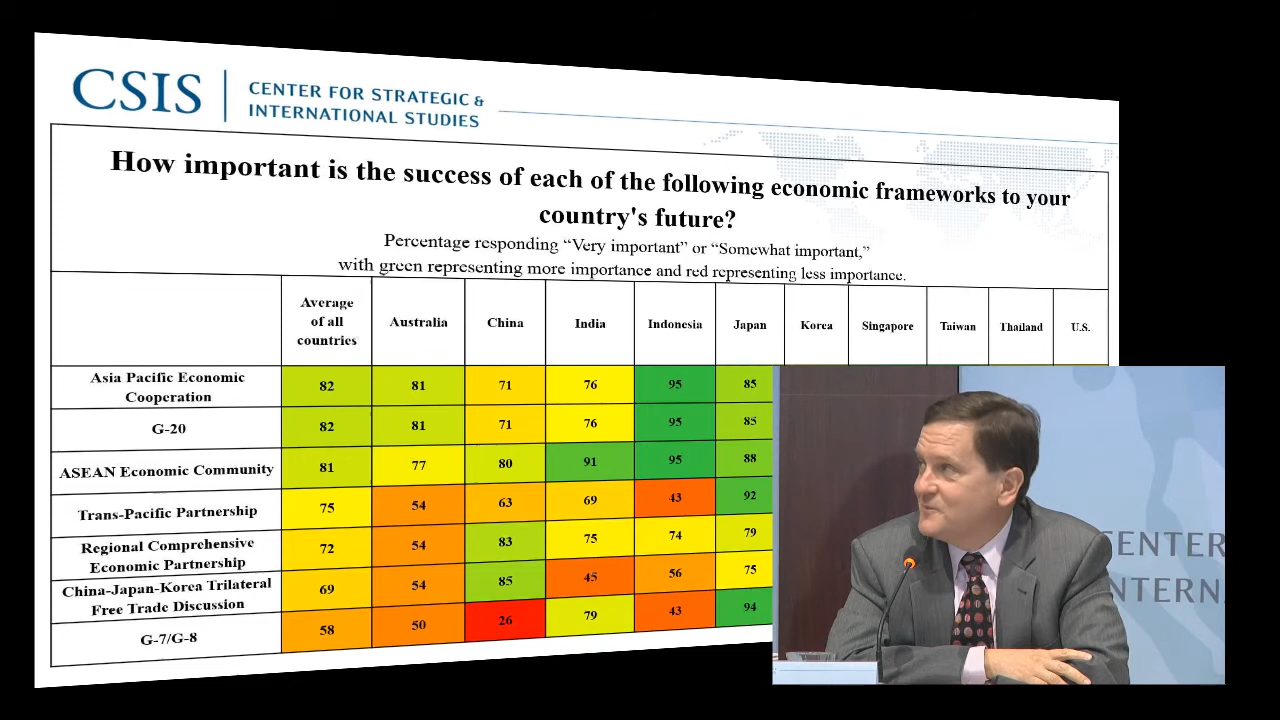 CSIS
CENTER FOR STRATEGIC &
INTERNATIONAL STUDIES
How important is the success of each of the following economic frameworks to your
country's future?
Percentage responding “Very important” or “Somewhat important,”
with green representing more importance and red representing less importance.
Average
of all
countries
Australia
China
India
Indonesia
Japan
Korea
Singapore
Taiwan
Thailand
U.S.
Asia Pacific Economic
Cooperation
82 81 71 76 95 85
G-20 82 81 71 76 95 85
ASEAN Economic Community 81 77 80 91 95 88
Trans-Pacific Partnership 75 54 63 69 43 92
Regional Comprehensive
Economic Partnership
72 54 83 75 74 79
China-Japan-Korea Trilateral
Free Trade Discussion
69 54 85 45 56 75
G-7/G-8 58 50 26 79 43 94
ENTER
NTERN